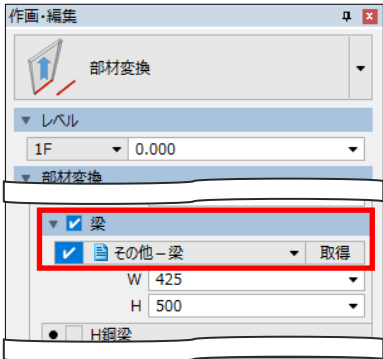 作画・編集
部材変換
レベル
1F 0.000
部材変換
梁
その他－梁 取得
W 425
H 500
H鋼梁